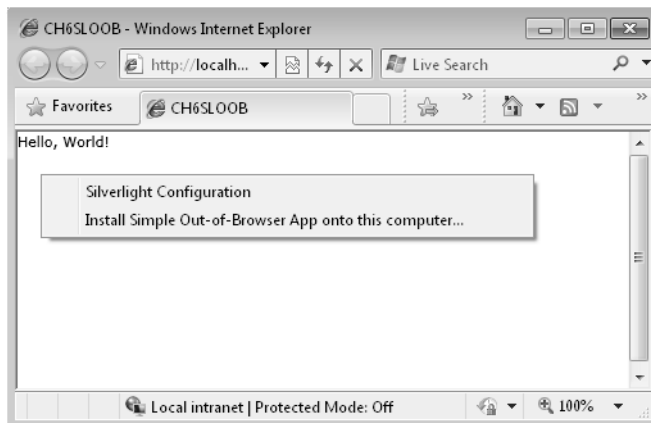 CH6SLOOB - Windows Internet Explorer
http://localh...
Live Search
Favorites
CH6SLOOB
Hello, World!
Silverlight Configuration
Install Simple Out-of-Browser App onto this computer...
Local intranet | Protected Mode: Off
100%